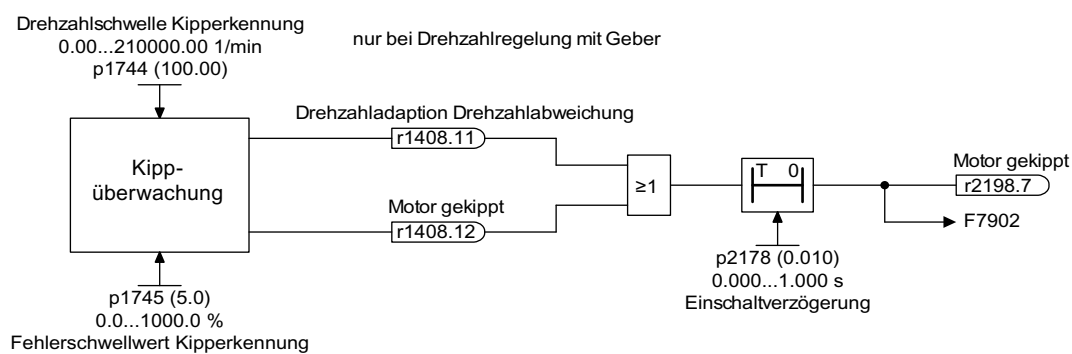 Drehzahlschwelle Kipperkennung
0.00...210000.00 1/min
p1744 (100.00)
nur bei Drehzahlregelung mit Geber
Kipp-
überwachung
Drehzahladaption Drehzahlabweichung
r1408.11
Motor gekippt
r1408.12
≥1
T 0
Motor gekippt
r2198.7
F7902
p1745 (5.0)
0.0...1000.0 %
Fehlerschwellwert Kipperkennung
p2178 (0.010)
0.000...1.000 s
Einschaltverzögerung